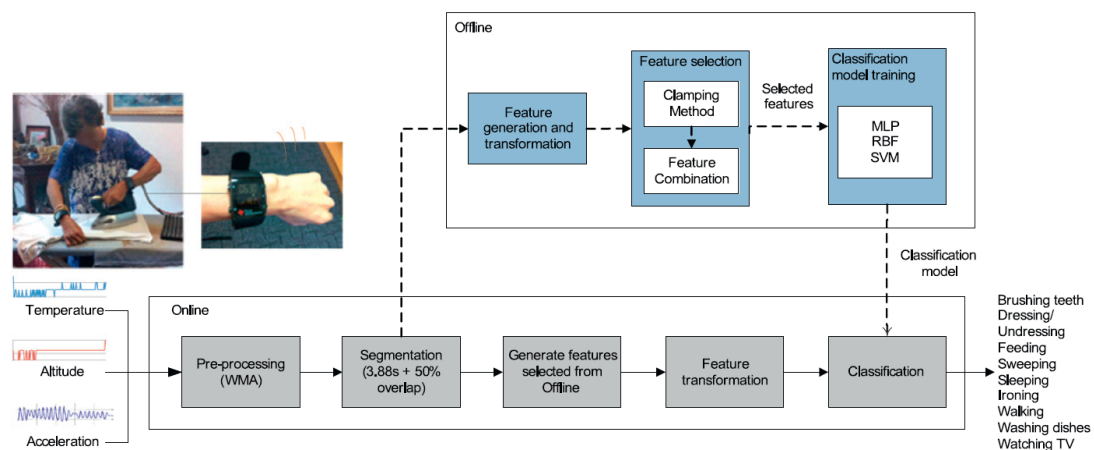 Offline
Feature
generation and
transformation
Feature selection
Clamping
Method
Feature
Combination
Selected
features
Classification
model training
MLP
RBF
SVM
Classification
model
Temperature
Altitude
Acceleration
Online
Pre-processing
(WMA)
Segmentation
(3,88s + 50%
overlap)
Generate features
selected from
Offline
Feature
transformation
Classification
Brushing teeth
Dressing/
Undressing
Feeding
Sweeping
Sleeping
Ironing
Walking
Washing dishes
Watching TV